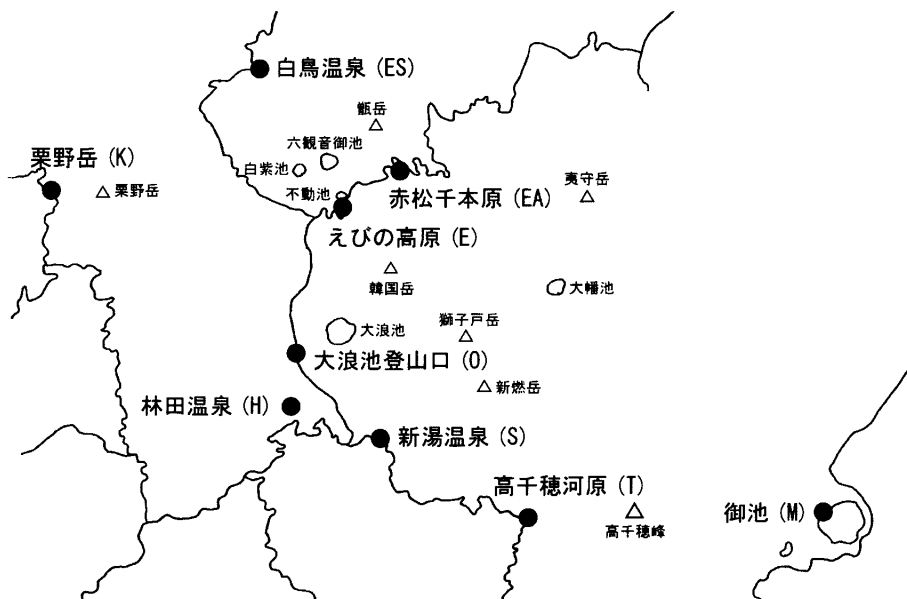 白鳥温泉 (ES)
甑岳
六観音御池
白紫池
栗野岳 (K)
栗野岳
不動池
赤松千本原 (EA)
夷守岳
えびの高原 (E)
韓国岳
大幡池
獅子戸岳
大浪池
大浪池登山口 (O)
新燃岳
林田温泉 (H)
新湯温泉 (S)
高千穂河原 (T)
高千穂峰
御池 (M)